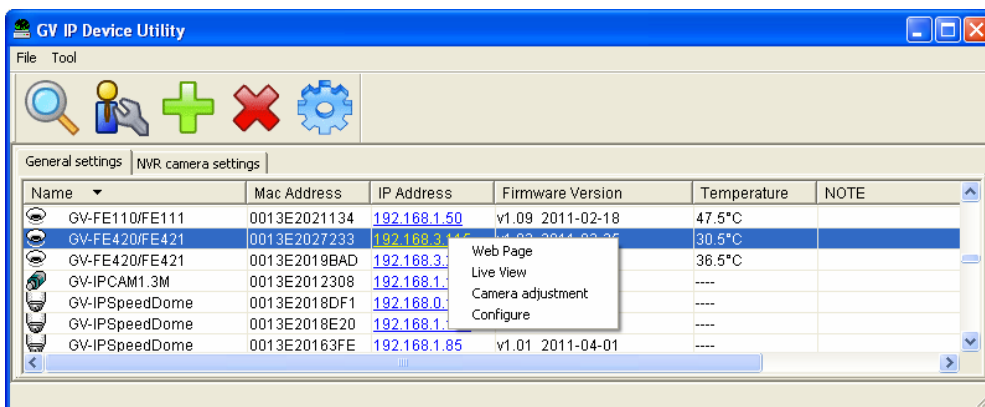 GV IP Device Utility
File Tool
General settings NVR camera settings
Name Mac Address IP Address Firmware Version Temperature NOTE
GV-FE110/FE111 0013E2021134 192.168.1.50 v1.09 2011-02-18 47.5°C
GV-FE420/FE421 0013E2027233 30.5°C
GV-FE420/FE421 0013E2019BAD 36.5°C
GV-IPCAM1.3M 0013E2012308 ----
GV-IPSpeedDome 0013E2018DF1 ----
GV-IPSpeedDome 0013E2018E20 ----
GV-IPSpeedDome 0013E20163FE 192.168.1.85 v1.01 2011-04-01 ----
Web Page
Live View
Camera adjustment
Configure